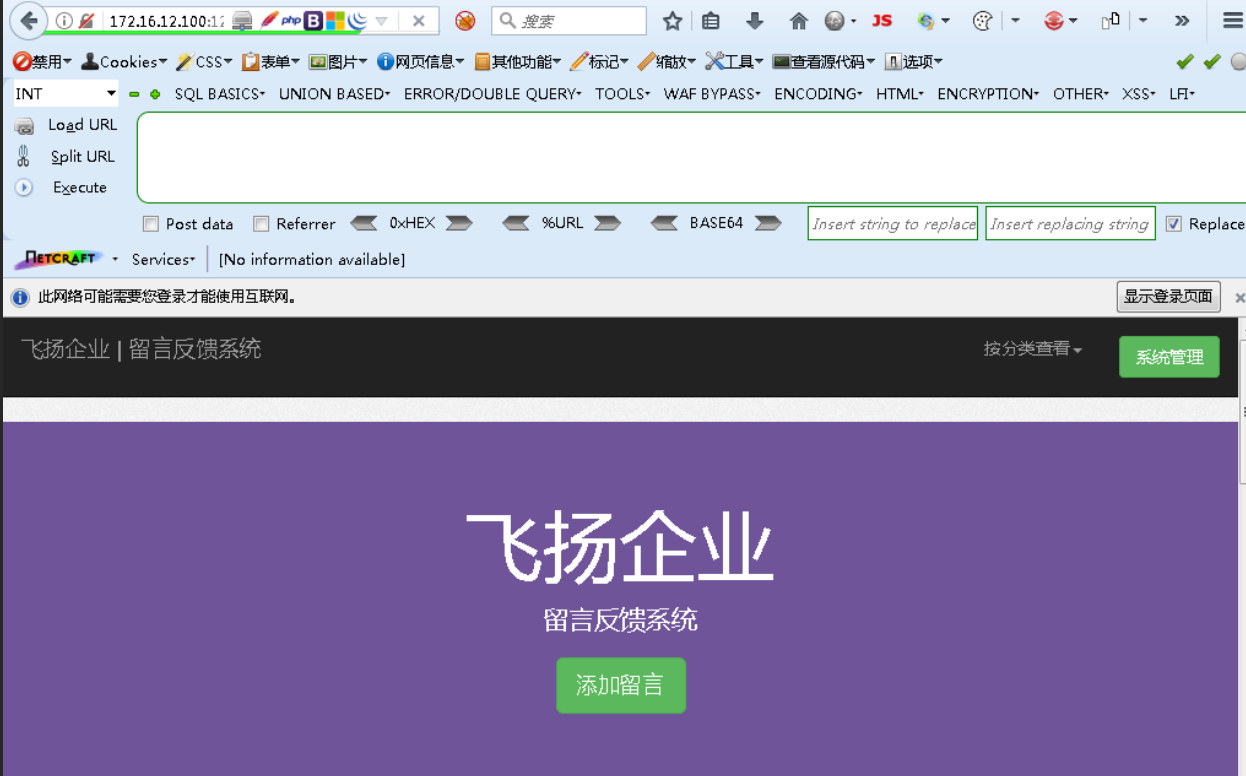 172.16.12.100:12 php B 搜索 JS
禁用 Cookies CSS 表单 图片 网页信息 其他功能 标记 缩放 工具 查看源代码 选项
INT SQL BASICS UNION BASED ERROR/DOUBLE QUERY TOOLS WAF BYPASS ENCODING HTML ENCRYPTION OTHER XSS LFI
Load URL
Split URL
Execute
Post data Referrer 0xHEX %URL BASE64 Insert string to replace Insert replacing string Replace
NETCRAFT Services [No information available]
此网络可能需要您登录才能使用互联网。 显示登录页面
飞扬企业 | 留言反馈系统 按分类查看 系统管理
飞扬企业
留言反馈系统
添加留言